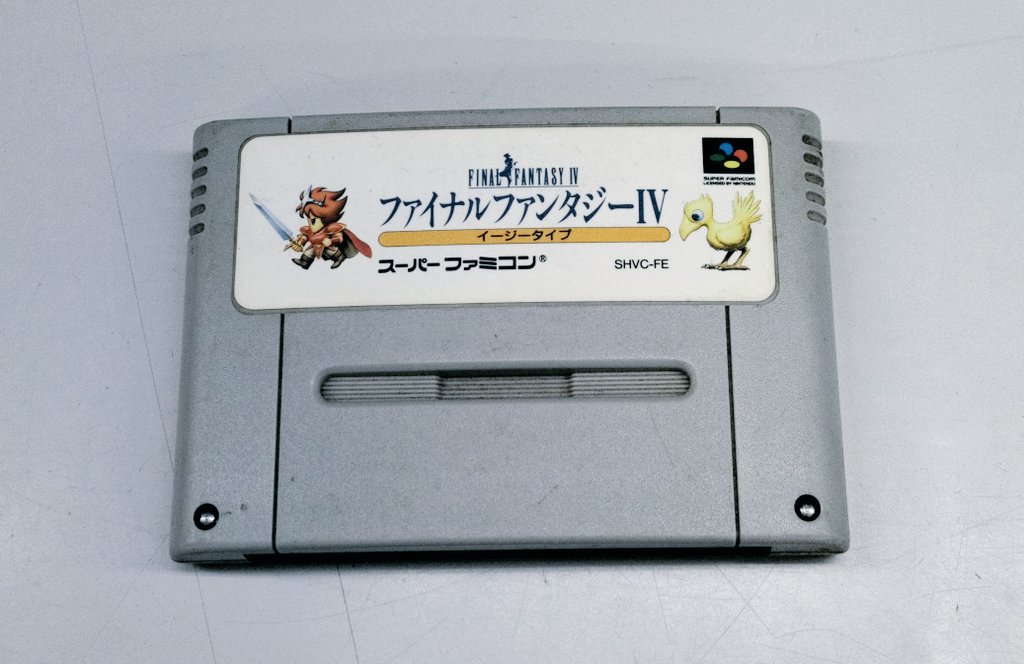 FINAL FANTASY IV
ファイナルファンタジーIV
イージータイプ
スーパーファミコン®
SHVC-FE
SUPER FAMICOM
LICENSED BY NINTENDO